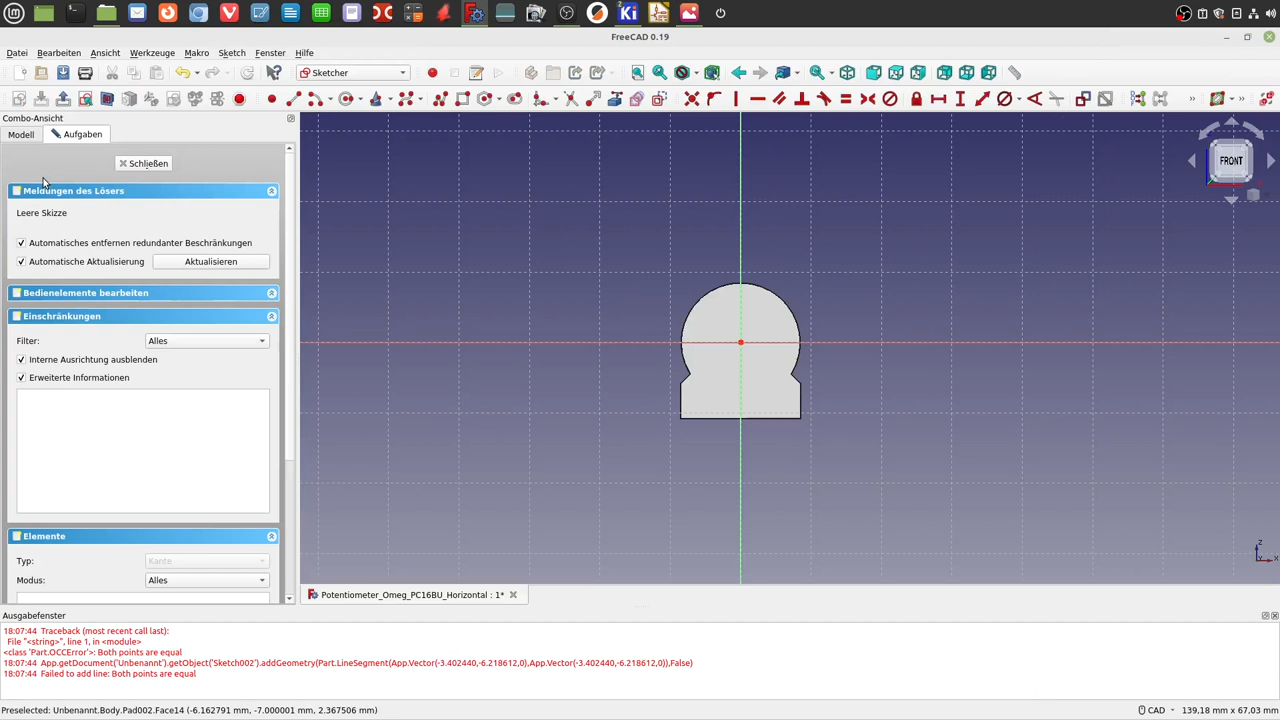 FreeCAD 0.19
Datei Bearbeiten Ansicht Werkzeuge Makro Sketch Fenster Hilfe
Sketcher
Combo-Ansicht
Modell Aufgaben
Schließen
Meldungen des Lösers
Leere Skizze
Automatisches entfernen redundanter Beschränkungen
Automatische Aktualisierung Aktualisieren
Bedienelemente bearbeiten
Einschränkungen
Filter: Alles
Interne Ausrichtung ausblenden
Erweiterte Informationen
Elemente
Typ: Kante
Modus: Alles
FRONT
Z
X
Potentiometer_Omeg_PC16BU_Horizontal : 1*
Ausgabefenster
18:07:44 Traceback (most recent call last):
File "<string>", line 1, in <module>
<class 'Part.OCCError'>: Both points are equal
18:07:44 App.getDocument('Unbenannt').getObject('Sketch002').addGeometry(Part.LineSegment(App.Vector(-3.402440,-6.218612,0),App.Vector(-3.402440,-6.218612,0)),False)
18:07:44 Failed to add line: Both points are equal
Preselected: Unbenannt.Body.Pad002.Face14 (-6.162791 mm, -7.000001 mm, 2.367506 mm)
CAD 139,18 mm x 67,03 mm